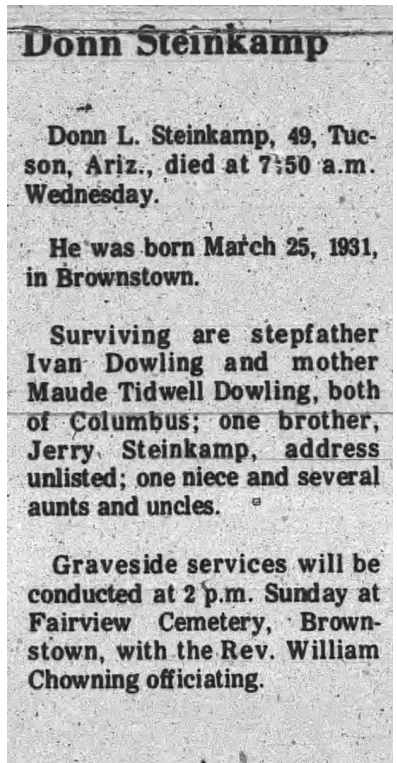 Donn Steinkamp
Donn L. Steinkamp, 49, Tuc-
son, Ariz., died at 7:50 a.m.
Wednesday.
He was born March 25, 1931,
in Brownstown.
Surviving are stepfather
Ivan Dowling and mother
Maude Tidwell Dowling, both
of Columbus; one brother,
Jerry Steinkamp, address
unlisted; one niece and several
aunts and uncles.
Graveside services will be
conducted at 2 p.m. Sunday at
Fairview Cemetery, Brown-
stown, with the Rev. William
Chowning officiating.